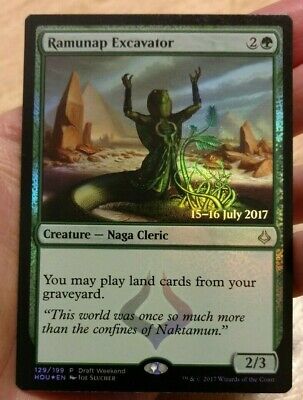 Ramunap Excavator 2
15–16 July 2017
Creature — Naga Cleric
You may play land cards from your
graveyard.
"This world was once so much
more than the confines of Naktamun."
2/3
129/199 P Draft Weekend
HOU • EN Joe Slucher
™ & © 2017 Wizards of the Coast